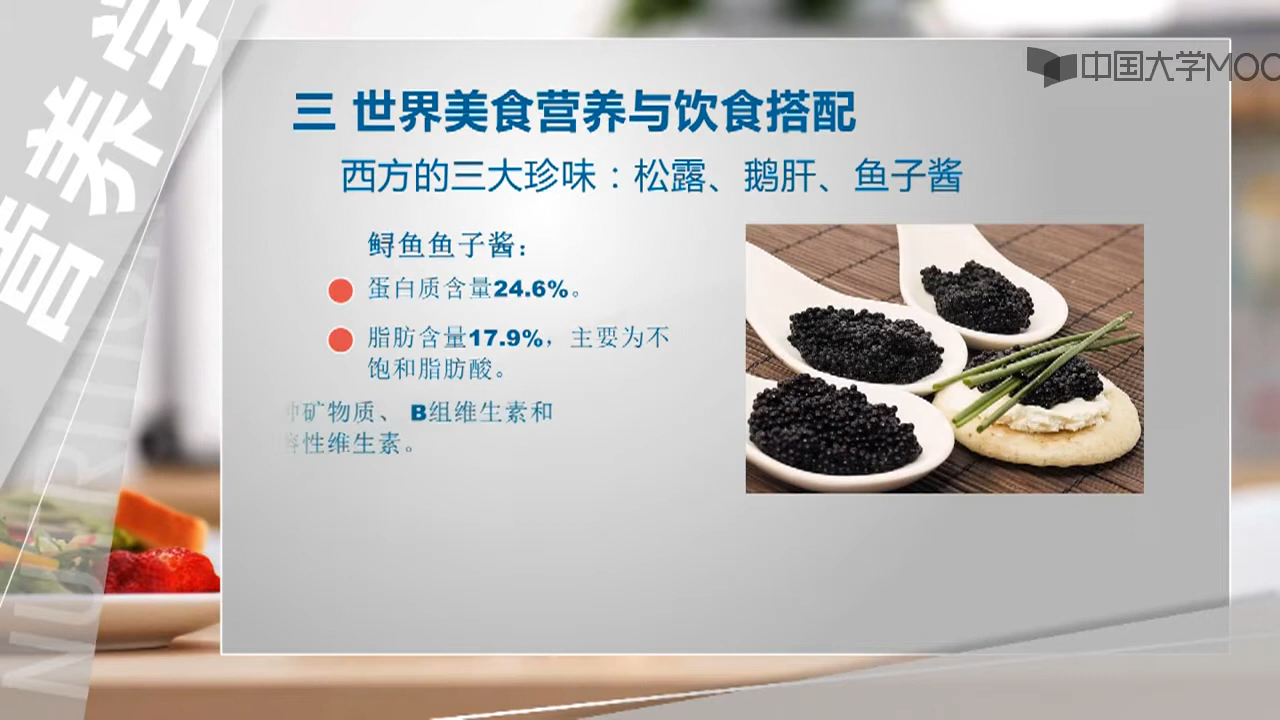 营养学
NUTRITION
中国大学MOOC
三 世界美食营养与饮食搭配
西方的三大珍味：松露、鹅肝、鱼子酱
鲟鱼鱼子酱：
蛋白质含量24.6%。
脂肪含量17.9%，主要为不
饱和脂肪酸。
矿物质、 B组维生素和
性维生素。